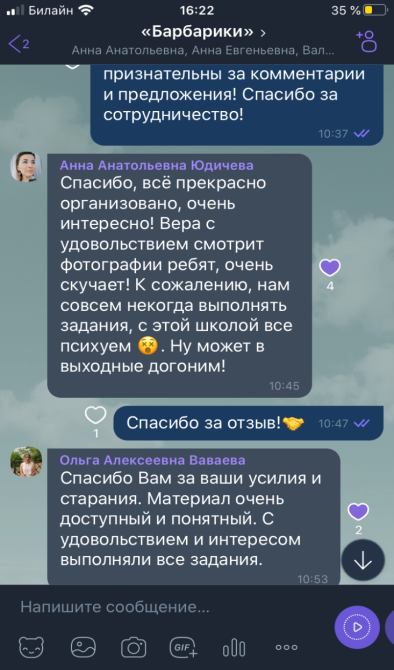 Билайн 16:22 35 %
2 «Барбарики» >
Анна Анатольевна, Анна Евгеньевна, Вал...
признательны за комментарии
и предложения! Спасибо за
сотрудничество!
10:37
Анна Анатольевна Юдичева
Спасибо, всё прекрасно
организовано, очень
интересно! Вера с
удовольствием смотрит
фотографии ребят, очень
скучает! К сожалению, нам
совсем некогда выполнять
задания, с этой школой все
психуем 😵. Ну может в
выходные догоним!
4
10:45
Спасибо за отзыв!🤝 10:47
1
Ольга Алексеевна Ваваева
Спасибо Вам за ваши усилия и
старания. Материал очень
доступный и понятный. С
удовольствием и интересом
выполняли все задания.
2
10:53
Напишите сообщение...
GIF+